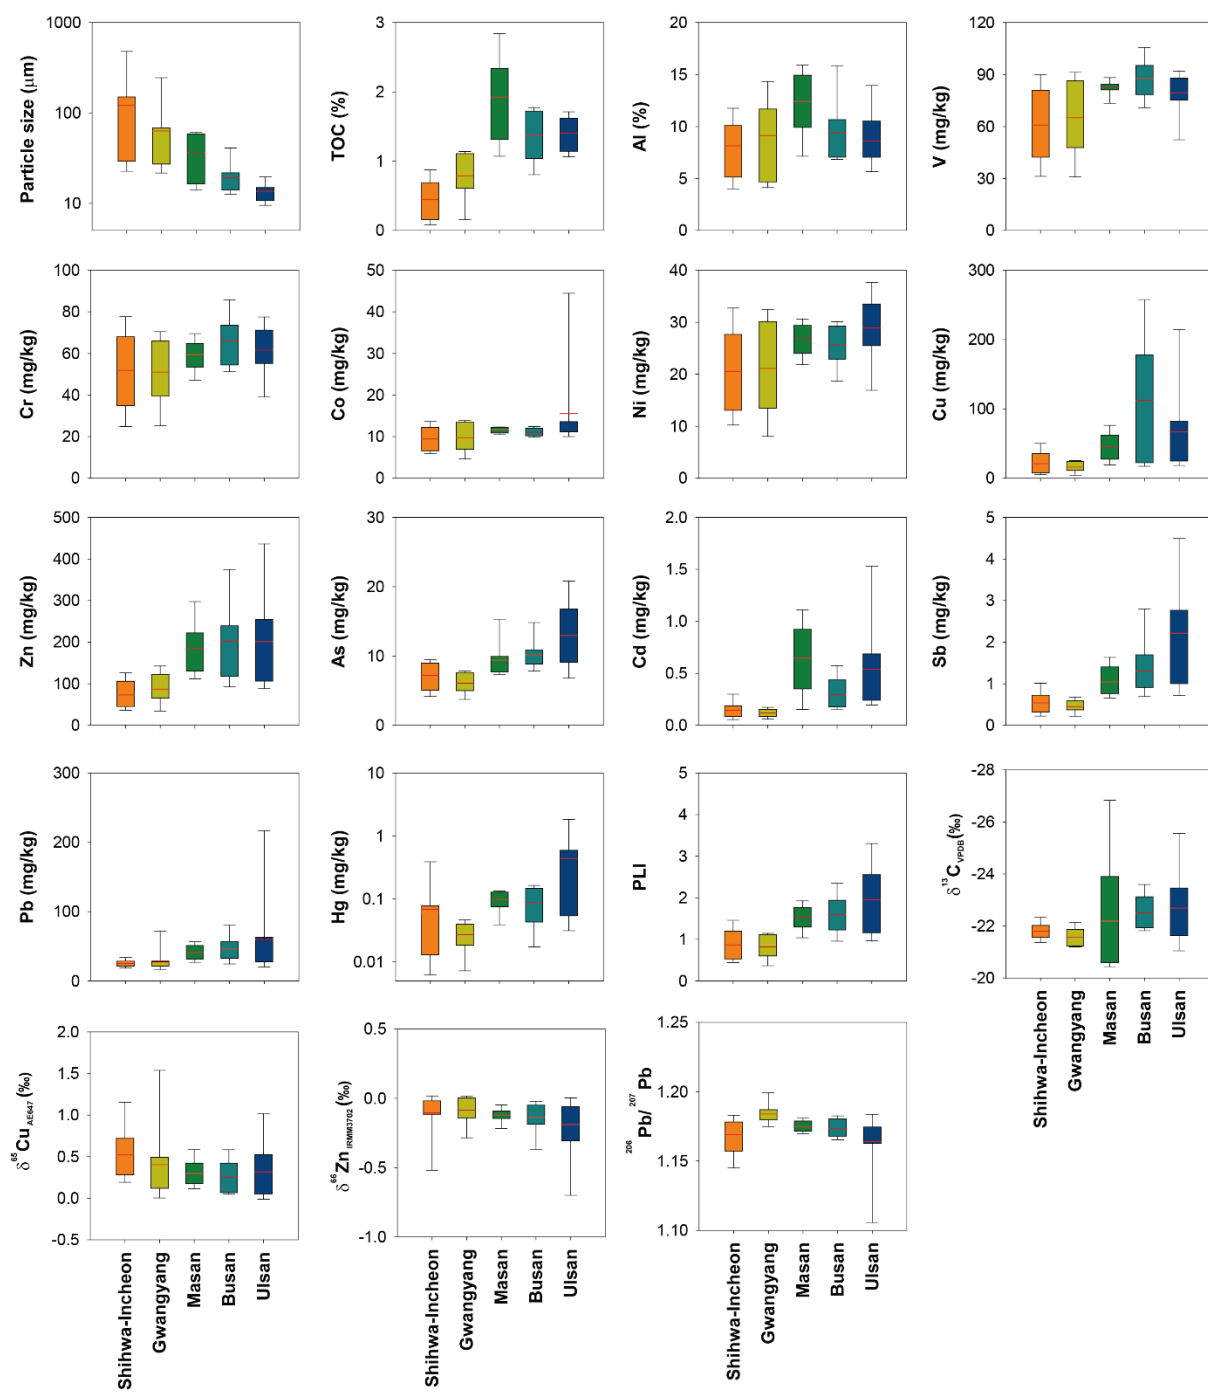 Particle size (μm)
1000
100
10
TOC (%)
3
2
1
0
Al (%)
20
15
10
5
0
V (mg/kg)
120
90
60
30
0
Cr (mg/kg)
100
80
60
40
20
0
Co (mg/kg)
50
40
30
20
10
0
Ni (mg/kg)
40
30
20
10
0
Cu (mg/kg)
300
200
100
0
Zn (mg/kg)
500
400
300
200
100
0
As (mg/kg)
30
20
10
0
Cd (mg/kg)
2.0
1.5
1.0
0.5
0.0
Sb (mg/kg)
5
4
3
2
1
0
Pb (mg/kg)
300
200
100
0
Hg (mg/kg)
10
1
0.1
0.01
PLI
5
4
3
2
1
0
δ¹³C VPDB (‰)
-28
-26
-24
-22
-20
Shihwa-Incheon
Gwangyang
Masan
Busan
Ulsan
δ⁶⁵Cu AE647 (‰)
2.0
1.5
1.0
0.5
0.0
-0.5
Shihwa-Incheon
Gwangyang
Masan
Busan
Ulsan
δ⁶⁶Zn IRMM3702 (‰)
0.5
0.0
-0.5
-1.0
Shihwa-Incheon
Gwangyang
Masan
Busan
Ulsan
²⁰⁶Pb/²⁰⁷Pb
1.25
1.20
1.15
1.10
Shihwa-Incheon
Gwangyang
Masan
Busan
Ulsan